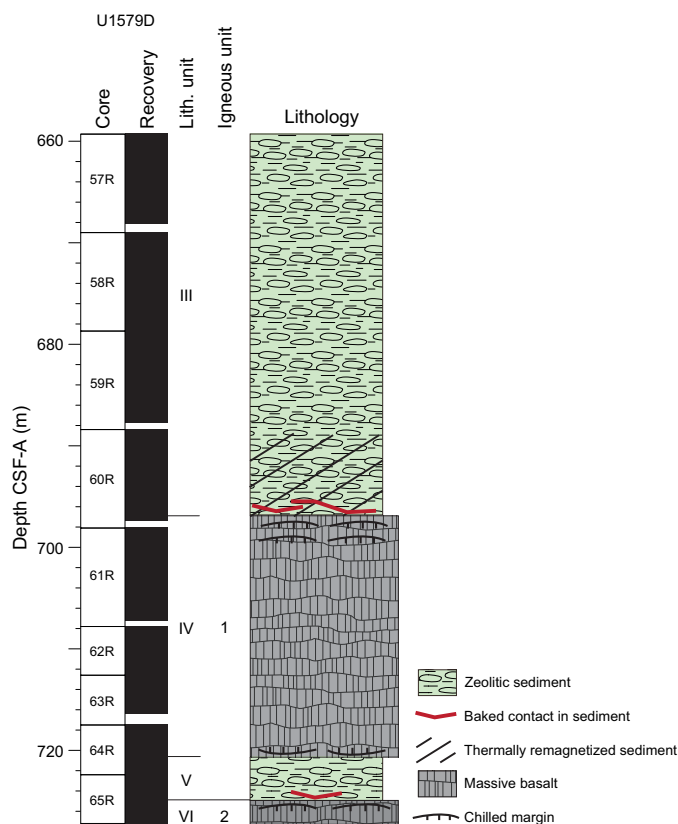 U1579D
Core
Recovery
Lith. unit
Igneous unit
Lithology
Depth CSF-A (m)
660
680
700
720
57R
58R
59R
60R
61R
62R
63R
64R
65R
III
IV
V
VI
1
2
Zeolitic sediment
Baked contact in sediment
Thermally remagnetized sediment
Massive basalt
Chilled margin